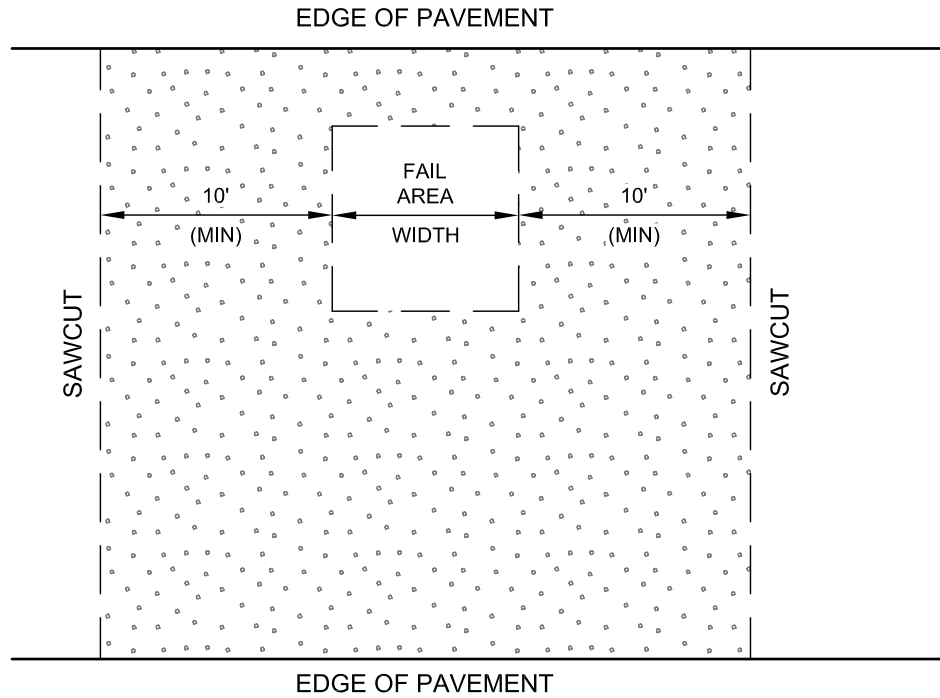 EDGE OF PAVEMENT
FAIL
AREA
WIDTH
10'
(MIN)
10'
(MIN)
SAWCUT
SAWCUT
EDGE OF PAVEMENT